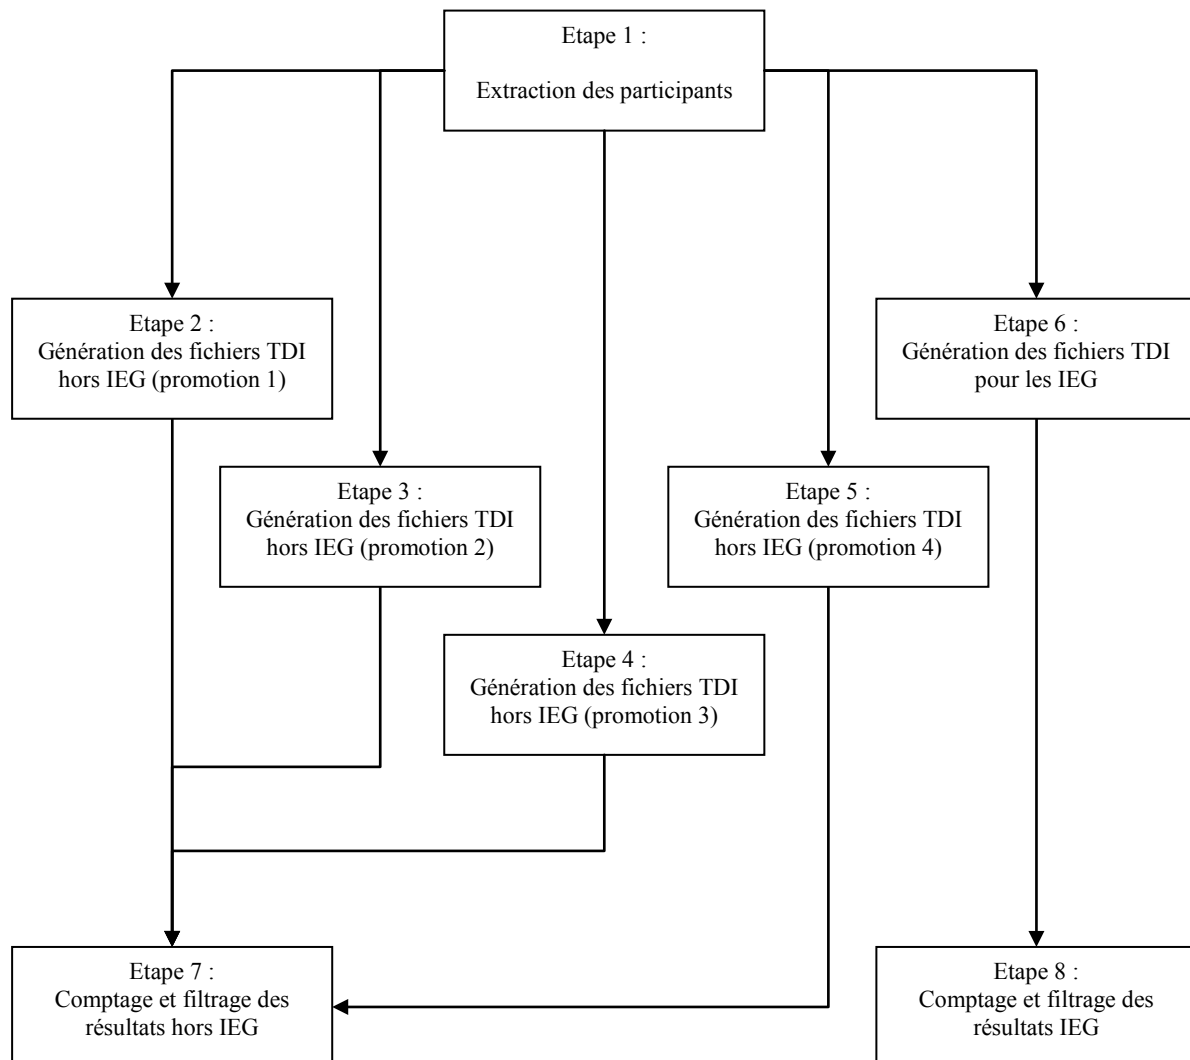 Etape 1 :
Extraction des participants
Etape 2 :
Génération des fichiers TDI
hors IEG (promotion 1)
Etape 6 :
Génération des fichiers TDI
pour les IEG
Etape 3 :
Génération des fichiers TDI
hors IEG (promotion 2)
Etape 5 :
Génération des fichiers TDI
hors IEG (promotion 4)
Etape 4 :
Génération des fichiers TDI
hors IEG (promotion 3)
Etape 7 :
Comptage et filtrage des
résultats hors IEG
Etape 8 :
Comptage et filtrage des
résultats IEG